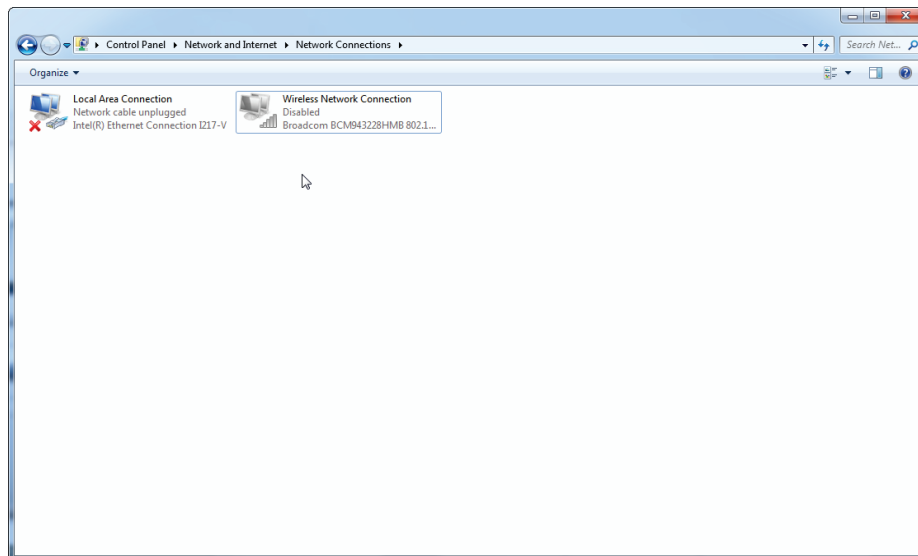 Control Panel ▸ Network and Internet ▸ Network Connections ▸
Search Net...
Organize
Local Area Connection
Network cable unplugged
Intel(R) Ethernet Connection I217-V
Wireless Network Connection
Disabled
Broadcom BCM943228HMB 802.1...